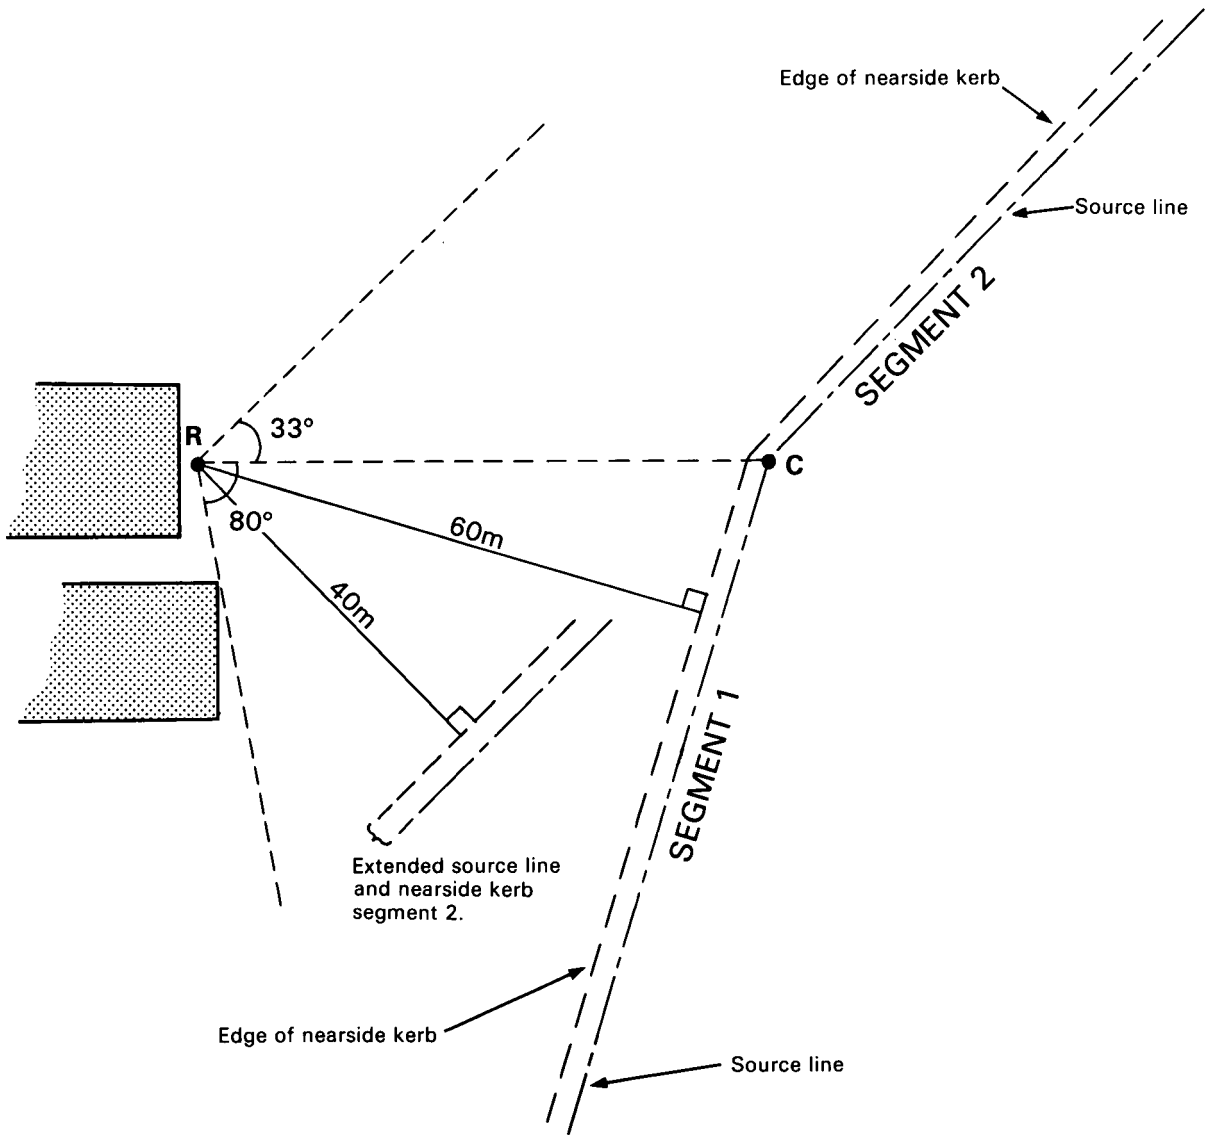 Edge of nearside kerb
Source line
SEGMENT 2
R
33°
C
80°
60m
40m
SEGMENT 1
Extended source line
and nearside kerb
segment 2.
Edge of nearside kerb
Source line